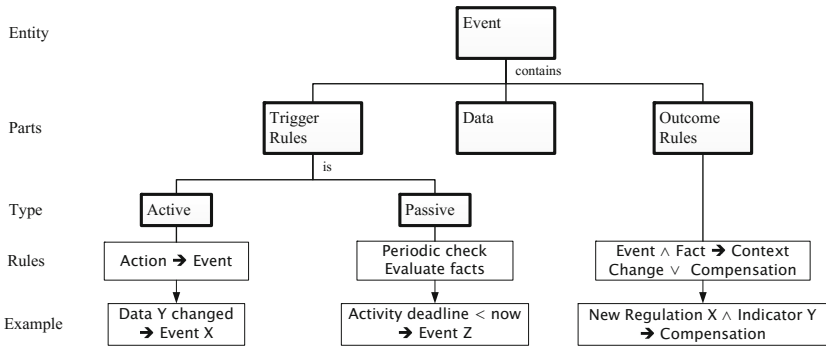 Entity
Event
contains
Parts
Trigger
Rules
Data
Outcome
Rules
is
Type
Active
Passive
Rules
Action ➔ Event
Periodic check
Evaluate facts
Event ∧ Fact ➔ Context
Change ∨ Compensation
Example
Data Y changed
➔ Event X
Activity deadline < now
➔ Event Z
New Regulation X ∧ Indicator Y
➔ Compensation